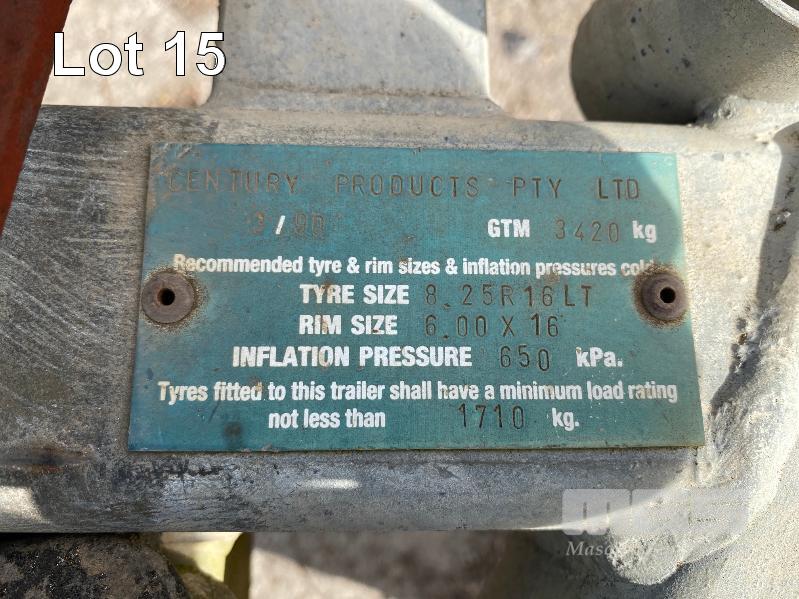 Lot 15
CENTURY PRODUCTS PTY LTD
3/90 GTM 3420 kg
Recommended tyre & rim sizes & inflation pressures cold.
TYRE SIZE 8.25R16LT
RIM SIZE 6.00 X 16
INFLATION PRESSURE 650 kPa.
Tyres fitted to this trailer shall have a minimum load rating
not less than 1710 kg.